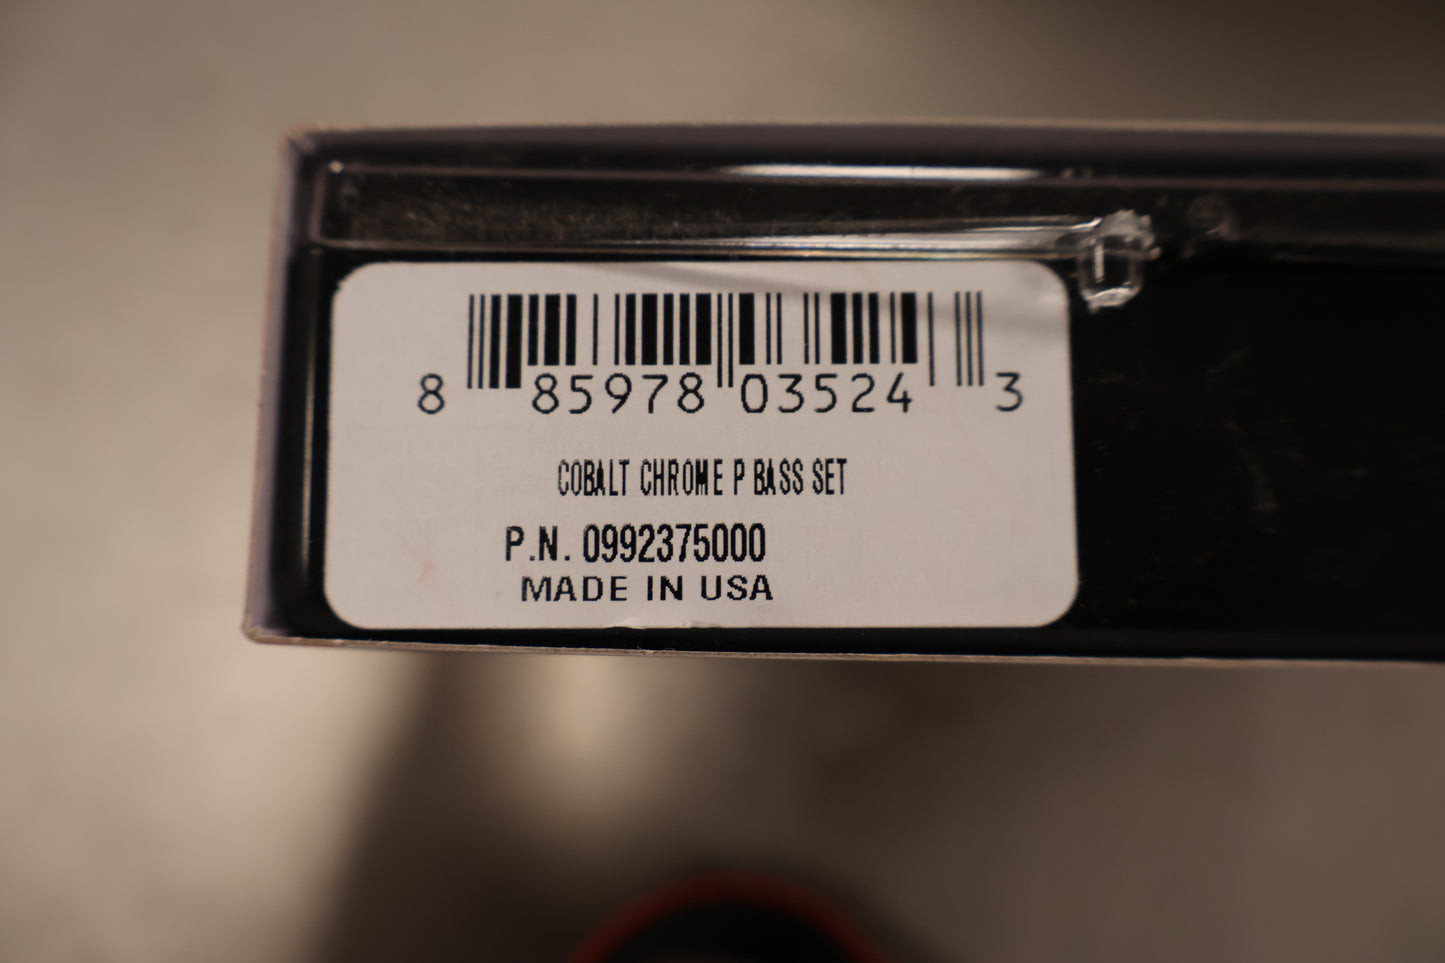 8 85978 03524 3
COBALT CHROME P BASS SET
P.N. 0992375000
MADE IN USA